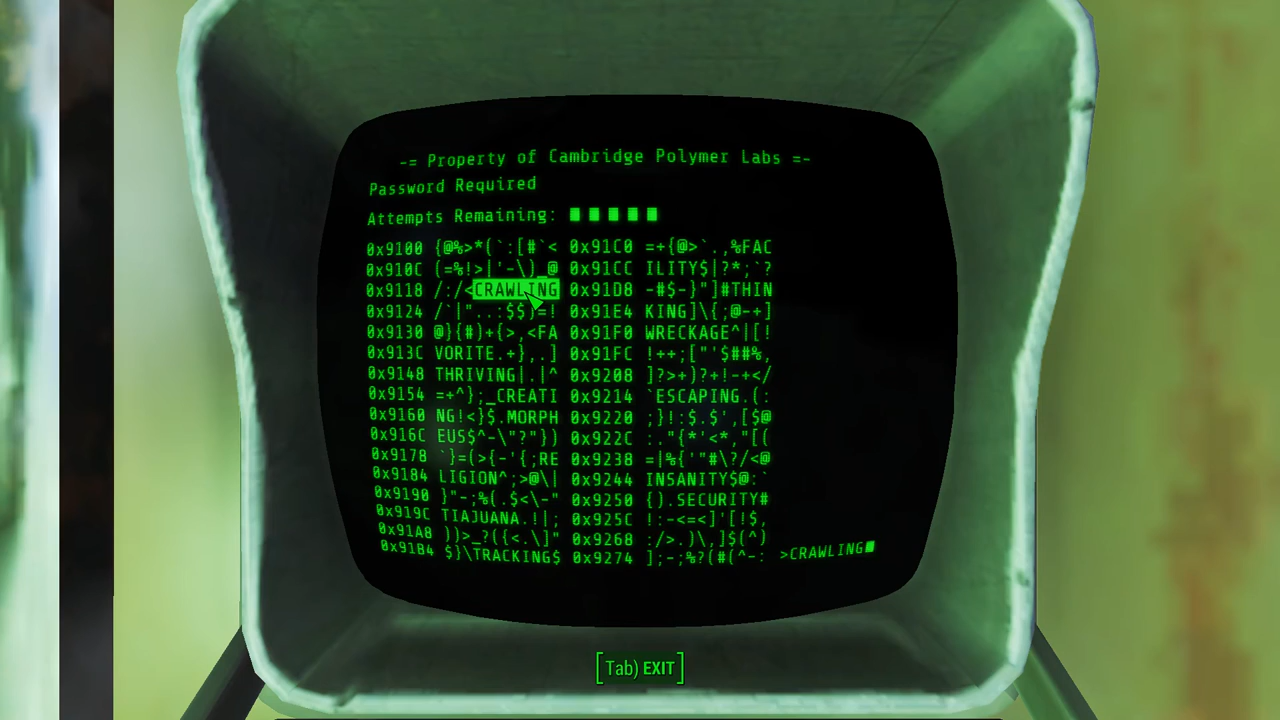 -= Property of Cambridge Polymer Labs =-
Password Required
Attempts Remaining: ■ ■ ■ ■ ■
0x9100 {@%>*(`:[#`< 0x91C0 =+{@>`.,%FAC
0x910C (=%!>|'-\)_@ 0x91CC ILITY$|?*;`?
0x9118 /:/<CRAWLING 0x91D8 -#$-}"]#THIN
0x9124 /`|"..:$$)=! 0x91E4 KING]\{;@-+]
0x9130 @}{#)+{>,<FA 0x91F0 WRECKAGE^|[!
0x913C VORITE.+},.] 0x91FC !++;["'$##%,
0x9148 THRIVING|.|^ 0x9208 ]?>+)?+!-+</
0x9154 =+^};_CREATI 0x9214 `ESCAPING.(:
0x9160 NG!<}$.MORPH 0x9220 ;}!:$.$',[$@
0x916C EUS$^-\"?"}) 0x922C :."{*'<*,"[(
0x9178 `}=(>{-'{;RE 0x9238 =|%{'"#\?/<@
0x9184 LIGION^;>@\| 0x9244 INSANITY$@:`
0x9190 }"-;%(.$<\-" 0x9250 {).SECURITY#
0x919C TIAJUANA.!|; 0x925C !:-<=<]'[!$,
0x91A8 ))>_?({<.\]" 0x9268 :/>.)\,]$(^)
0x91B4 $}\TRACKING$ 0x9274 ];-;%?(#(^-: >CRAWLING■
[Tab) EXIT]